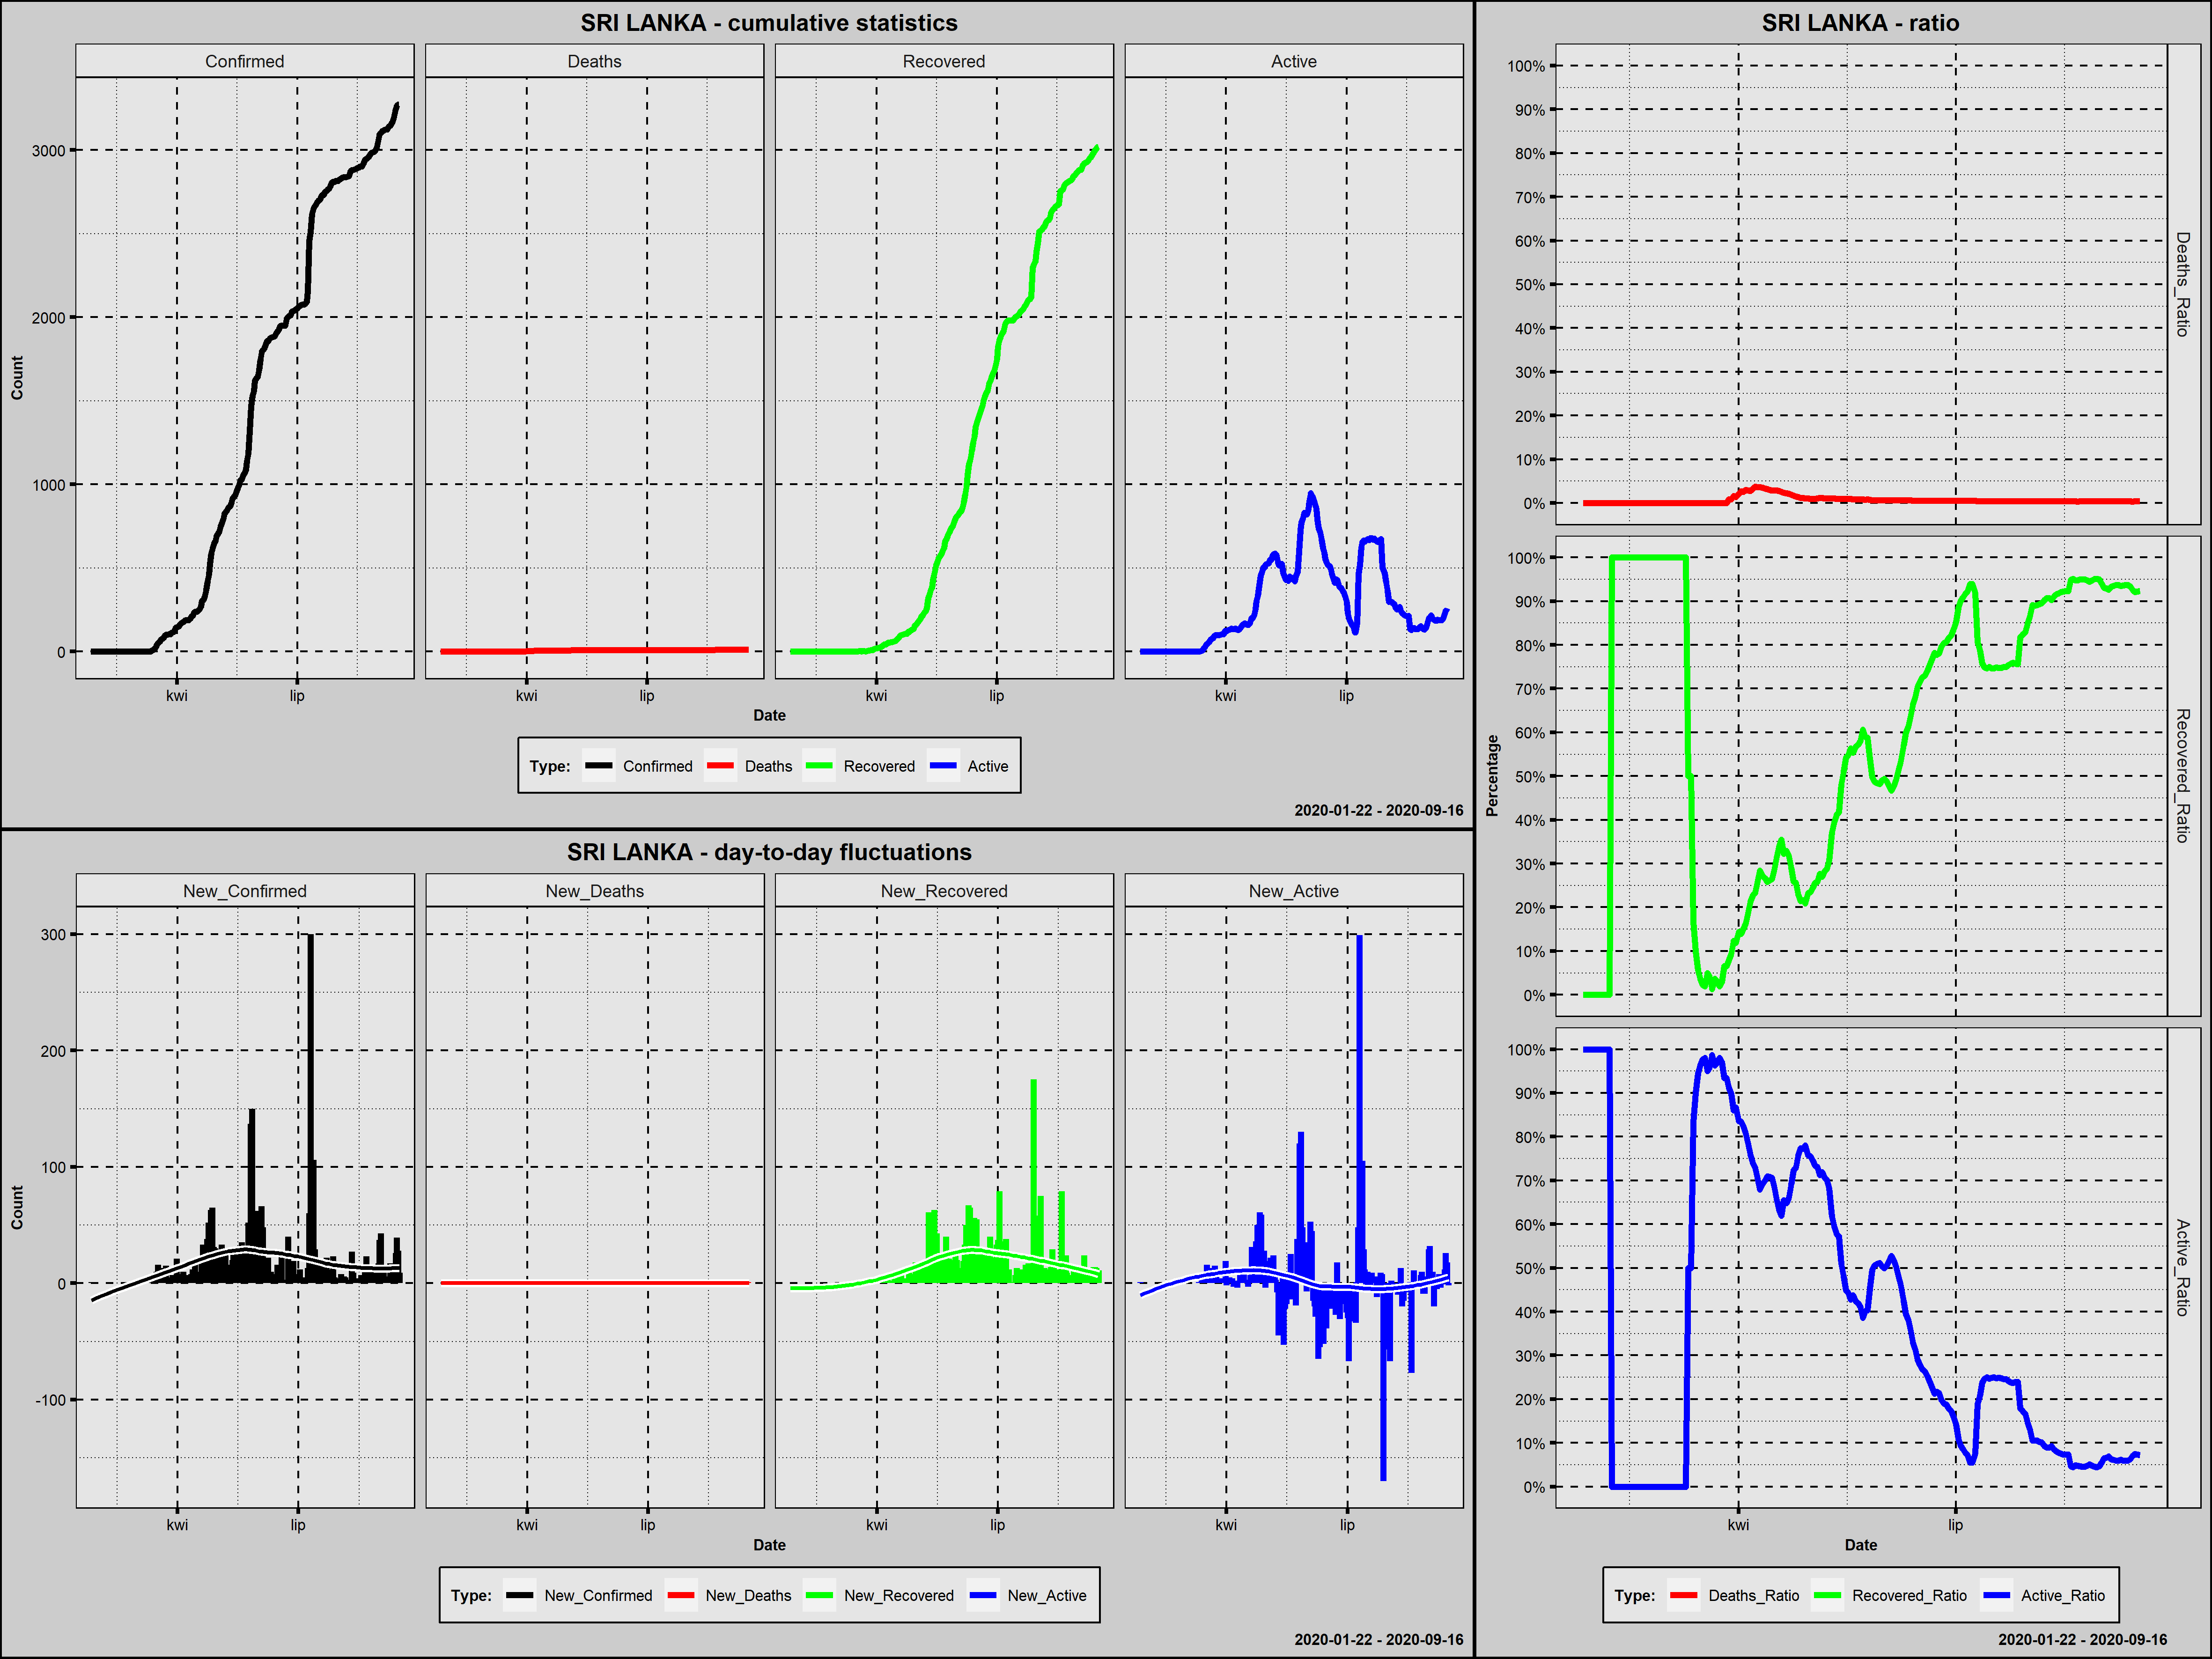 SRI LANKA - cumulative statistics
Confirmed Deaths Recovered Active
Count
3000
2000
1000
0
kwi lip kwi lip kwi lip kwi lip
Date
Type: Confirmed Deaths Recovered Active
2020-01-22 - 2020-09-16
SRI LANKA - day-to-day fluctuations
New_Confirmed New_Deaths New_Recovered New_Active
Count
300
200
100
0
-100
kwi lip kwi lip kwi lip kwi lip
Date
Type: New_Confirmed New_Deaths New_Recovered New_Active
2020-01-22 - 2020-09-16
SRI LANKA - ratio
Percentage
100%
90%
80%
70%
60%
50%
40%
30%
20%
10%
0%
Deaths_Ratio
100%
90%
80%
70%
60%
50%
40%
30%
20%
10%
0%
Recovered_Ratio
100%
90%
80%
70%
60%
50%
40%
30%
20%
10%
0%
Active_Ratio
kwi lip
Date
Type: Deaths_Ratio Recovered_Ratio Active_Ratio
2020-01-22 - 2020-09-16